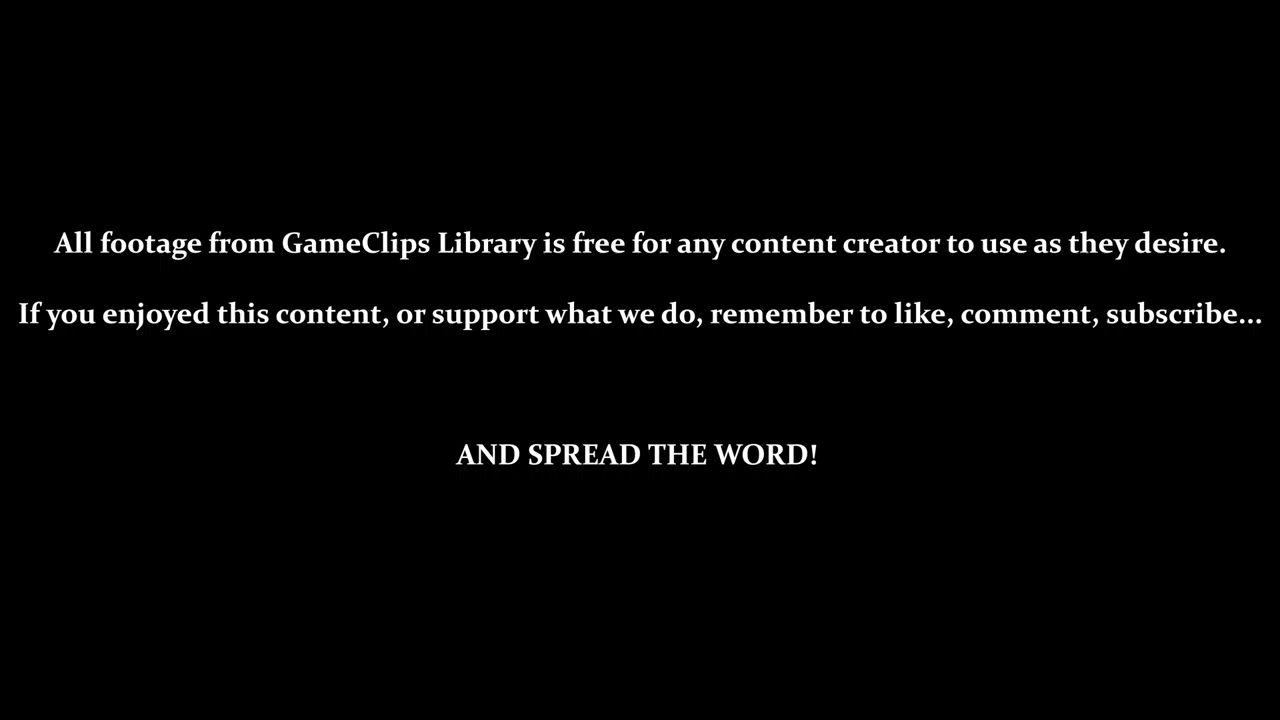 All footage from GameClips Library is free for any content creator to use as they desire.
If you enjoyed this content, or support what we do, remember to like, comment, subscribe...
AND SPREAD THE WORD!